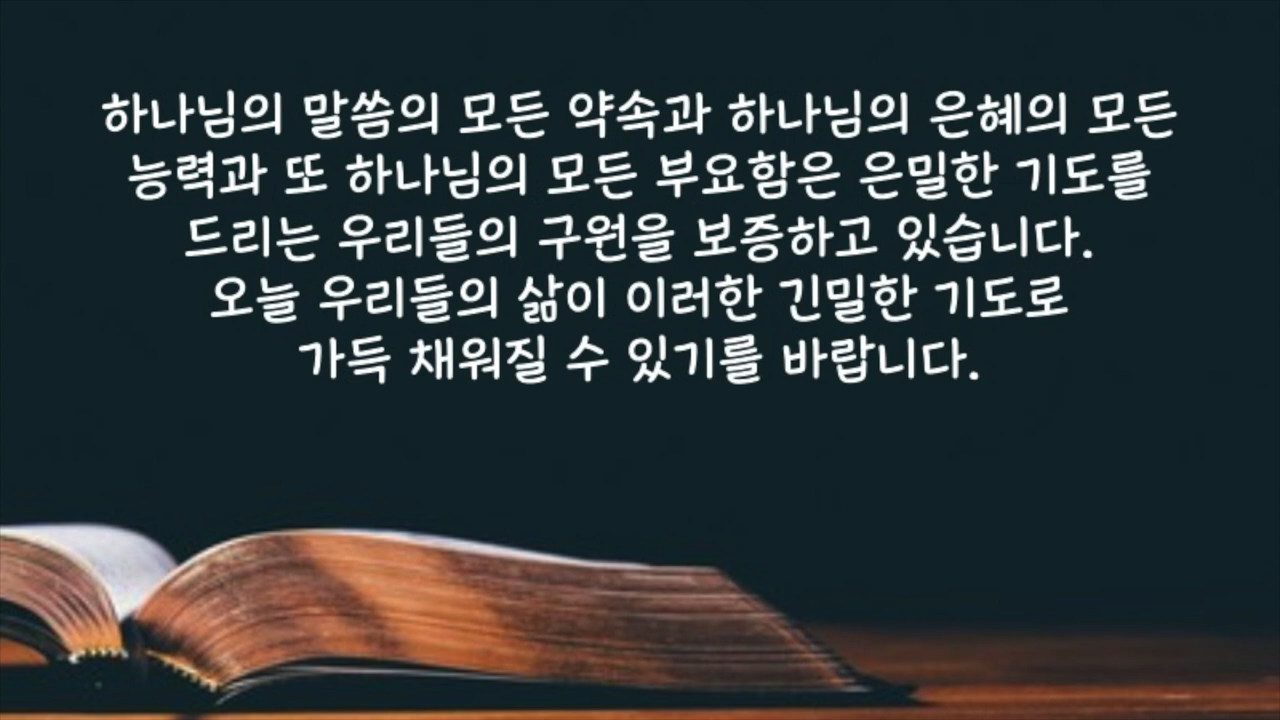 하나님의 말씀의 모든 약속과 하나님의 은혜의 모든
능력과 또 하나님의 모든 부요함은 은밀한 기도를
드리는 우리들의 구원을 보증하고 있습니다.
오늘 우리들의 삶이 이러한 긴밀한 기도로
가득 채워질 수 있기를 바랍니다.